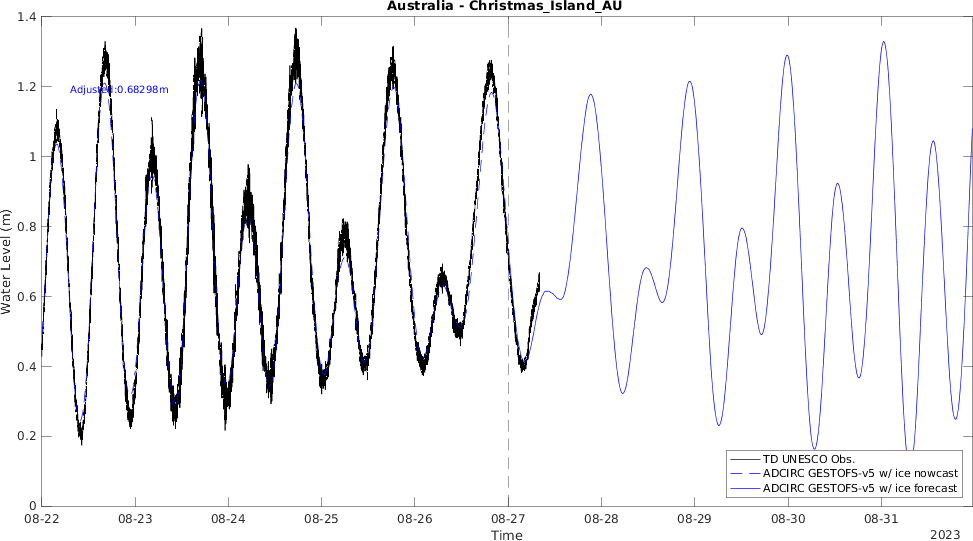 Australia - Christmas_Island_AU
Water Level (m)
1.4
1.2
1
0.8
0.6
0.4
0.2
0
Adjusted:0.68298m
TD UNESCO Obs.
ADCIRC GESTOFS-v5 w/ ice nowcast
ADCIRC GESTOFS-v5 w/ ice forecast
08-22 08-23 08-24 08-25 08-26 08-27 08-28 08-29 08-30 08-31
Time
2023